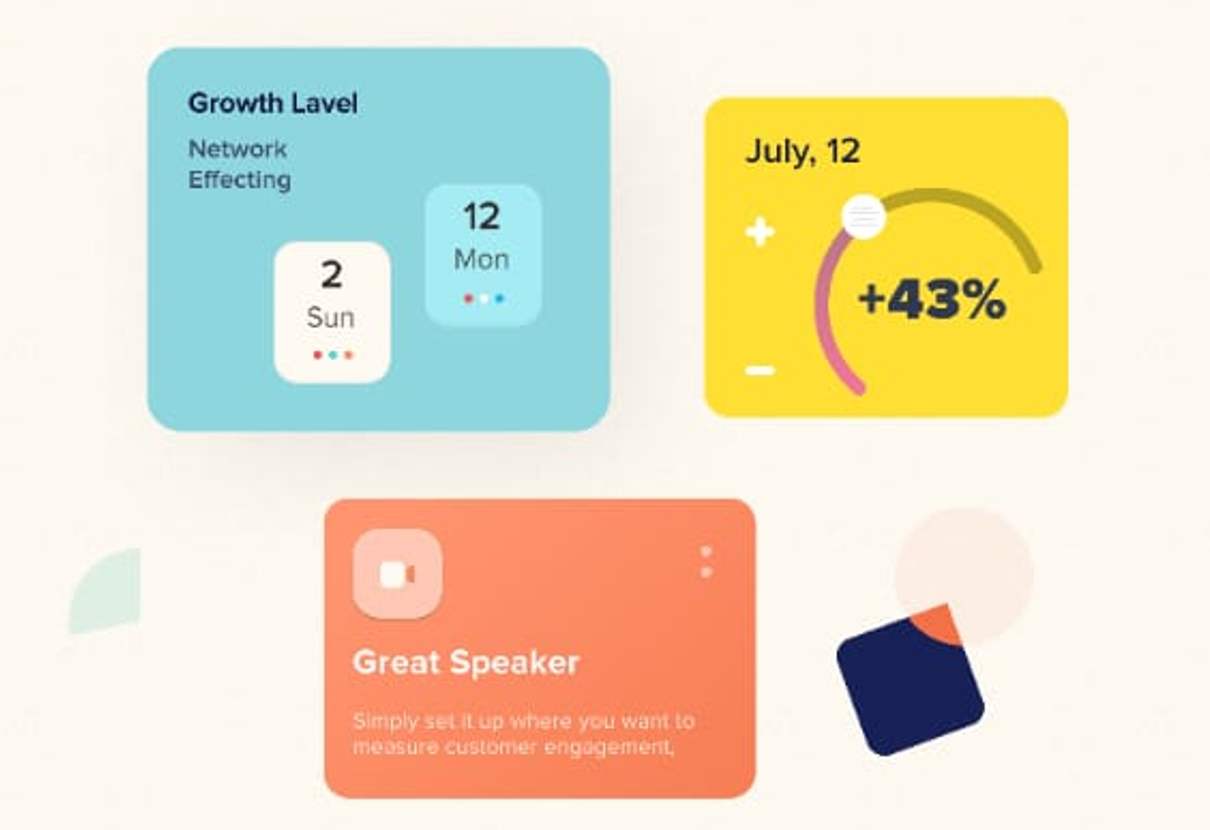 Growth Lavel
Network
Effecting
2
Sun
12
Mon
July, 12
+43%
Great Speaker
Simply set it up where you want to
measure customer engagement,